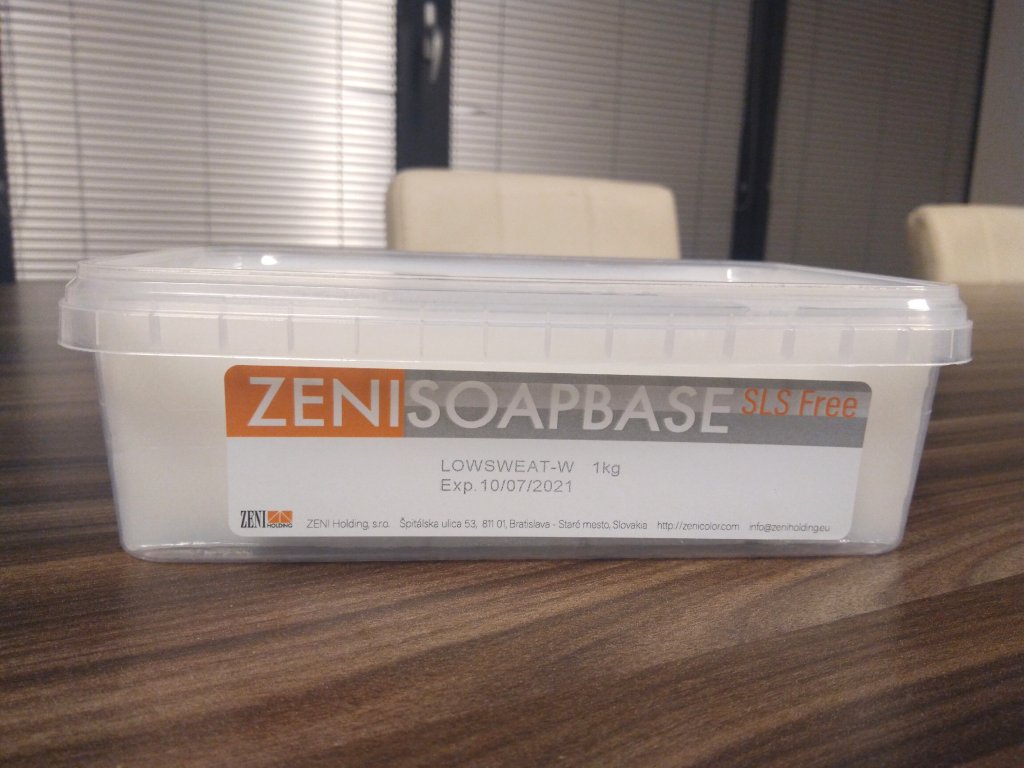 ZENISOAPBASE SLS Free
LOWSWEAT-W 1kg
Exp. 10/07/2021
ZENI HOLDING ZENI Holding, s.r.o. Špitálska ulica 53, 811 01, Bratislava - Staré mesto, Slovakia http://zenicolor.com info@zeniholding.eu